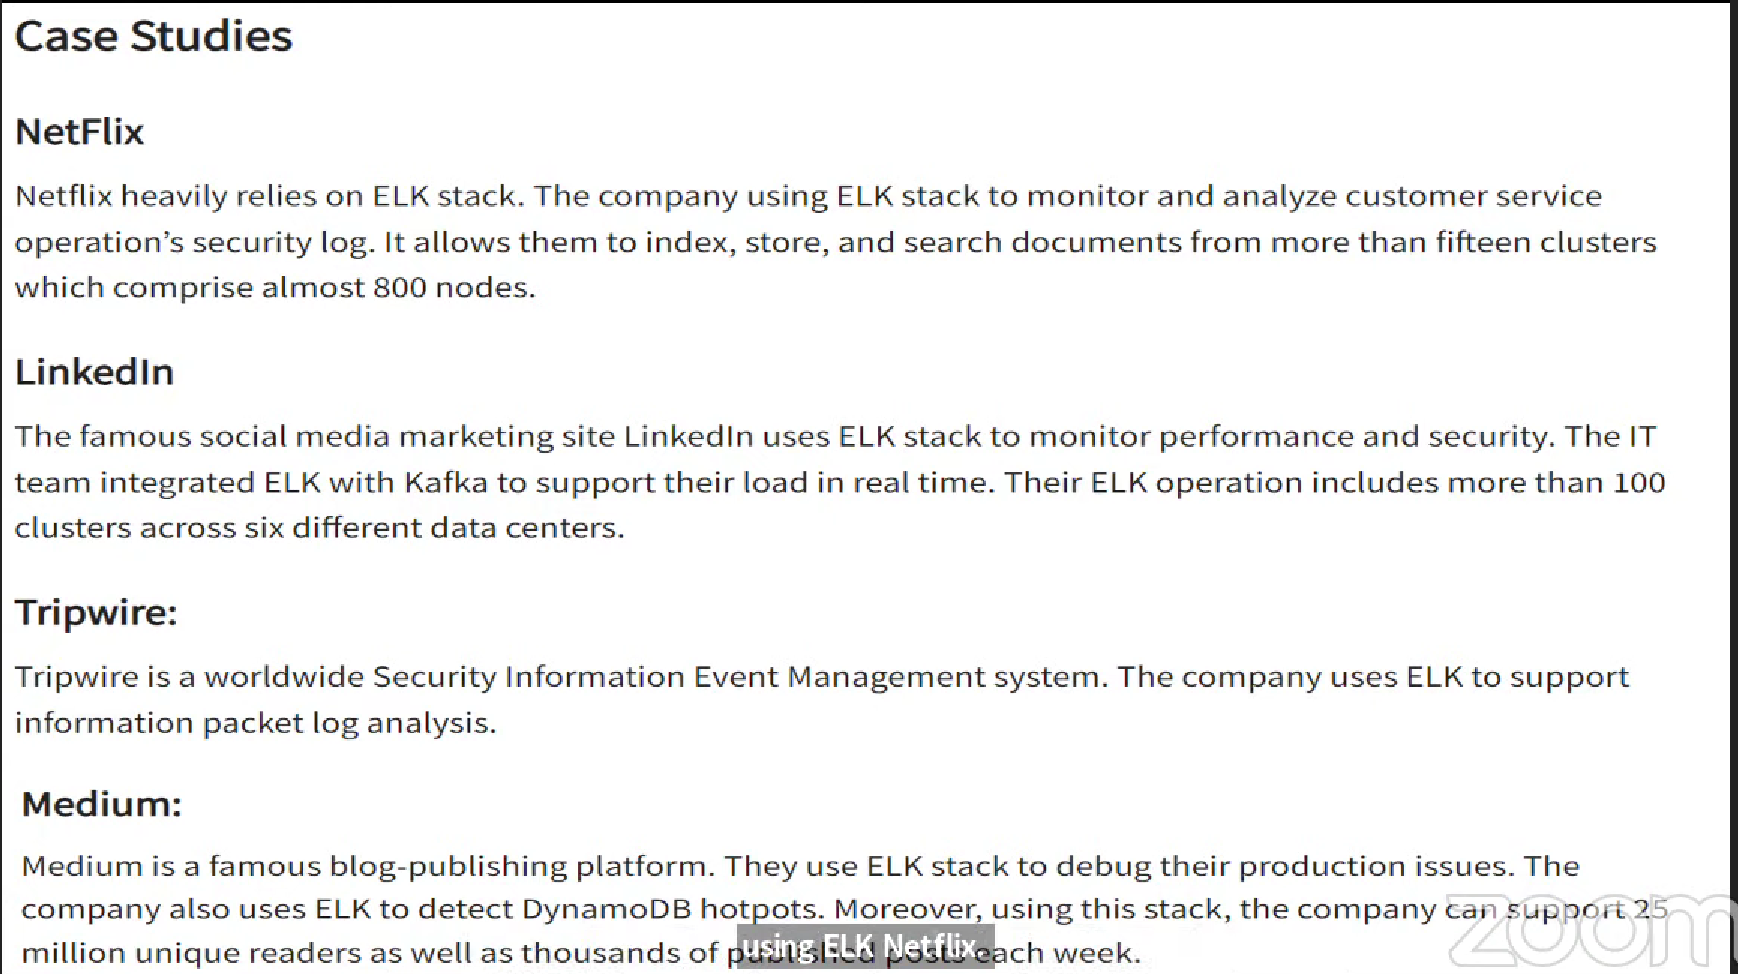 Case Studies
NetFlix
Netflix heavily relies on ELK stack. The company using ELK stack to monitor and analyze customer service
operation’s security log. It allows them to index, store, and search documents from more than fifteen clusters
which comprise almost 800 nodes.
LinkedIn
The famous social media marketing site LinkedIn uses ELK stack to monitor performance and security. The IT
team integrated ELK with Kafka to support their load in real time. Their ELK operation includes more than 100
clusters across six different data centers.
Tripwire:
Tripwire is a worldwide Security Information Event Management system. The company uses ELK to support
information packet log analysis.
Medium:
Medium is a famous blog-publishing platform. They use ELK stack to debug their production issues. The
company also uses ELK to detect DynamoDB hotpots. Moreover, using this stack, the company can support 25
million unique readers as well as thousands of published posts each week.
using ELK Netflix.
zoom